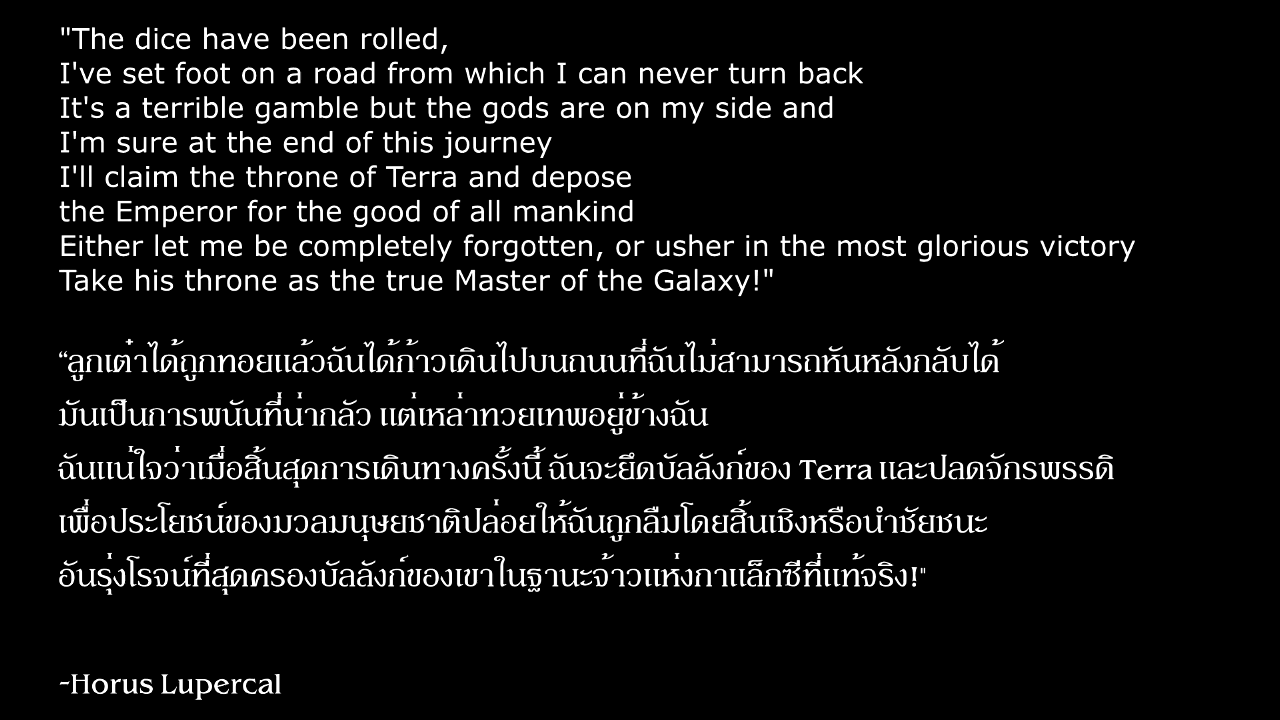 "The dice have been rolled,
I've set foot on a road from which I can never turn back
It's a terrible gamble but the gods are on my side and
I'm sure at the end of this journey
I'll claim the throne of Terra and depose
the Emperor for the good of all mankind
Either let me be completely forgotten, or usher in the most glorious victory
Take his throne as the true Master of the Galaxy!"
“ลูกเต๋าได้ถูกทอยแล้วฉันได้ก้าวเดินไปบนถนนที่ฉันไม่สามารถหันหลังกลับได้
มันเป็นการพนันที่น่ากลัว แต่เหล่าทวยเทพอยู่ข้างฉัน
ฉันแน่ใจว่าเมื่อสิ้นสุดการเดินทางครั้งนี้ ฉันจะยึดบัลลังก์ของ Terra และปลดจักรพรรดิ
เพื่อประโยชน์ของมวลมนุษยชาติปล่อยให้ฉันถูกลืมโดยสิ้นเชิงหรือนำชัยชนะ
อันรุ่งโรจน์ที่สุดครองบัลลังก์ของเขาในฐานะจ้าวแห่งกาแล็กซีที่แท้จริง!"
-Horus Lupercal